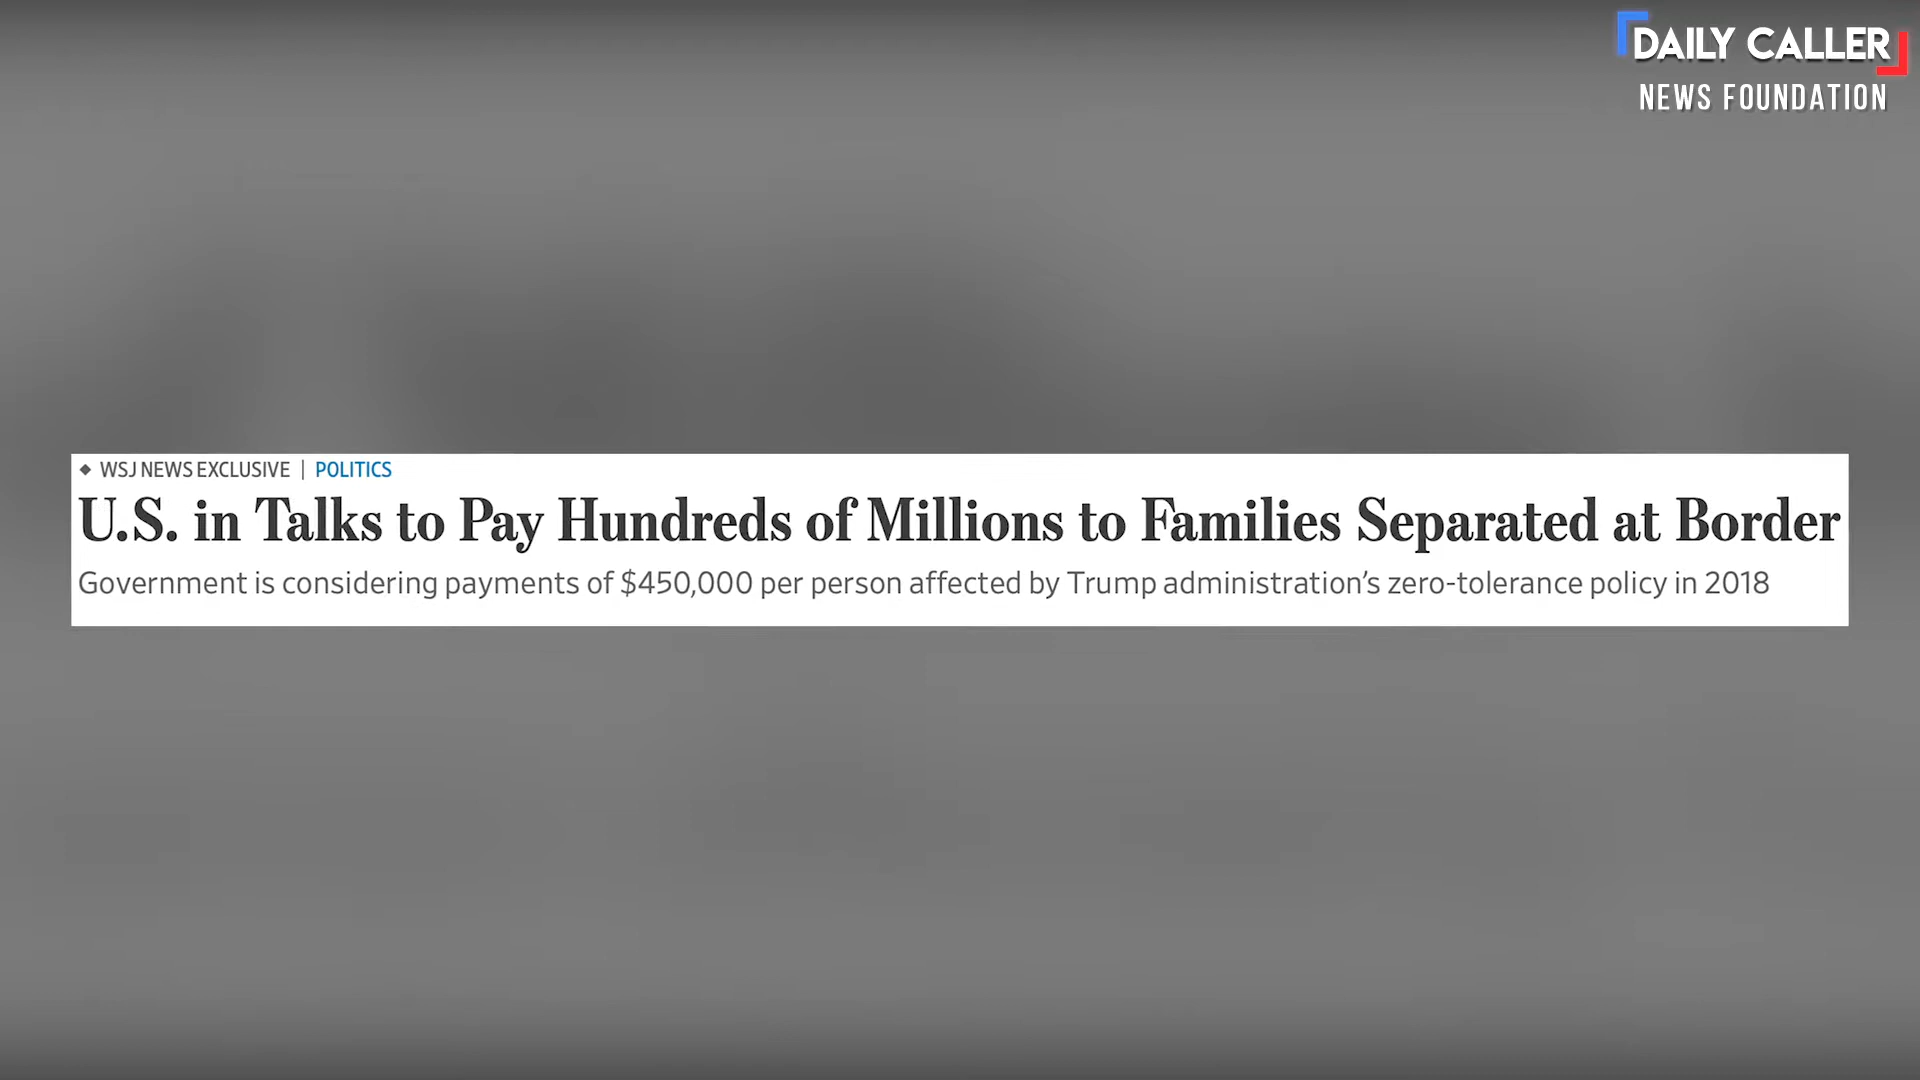 DAILY CALLER
NEWS FOUNDATION
◆ WSJ NEWS EXCLUSIVE | POLITICS
U.S. in Talks to Pay Hundreds of Millions to Families Separated at Border
Government is considering payments of $450,000 per person affected by Trump administration’s zero-tolerance policy in 2018